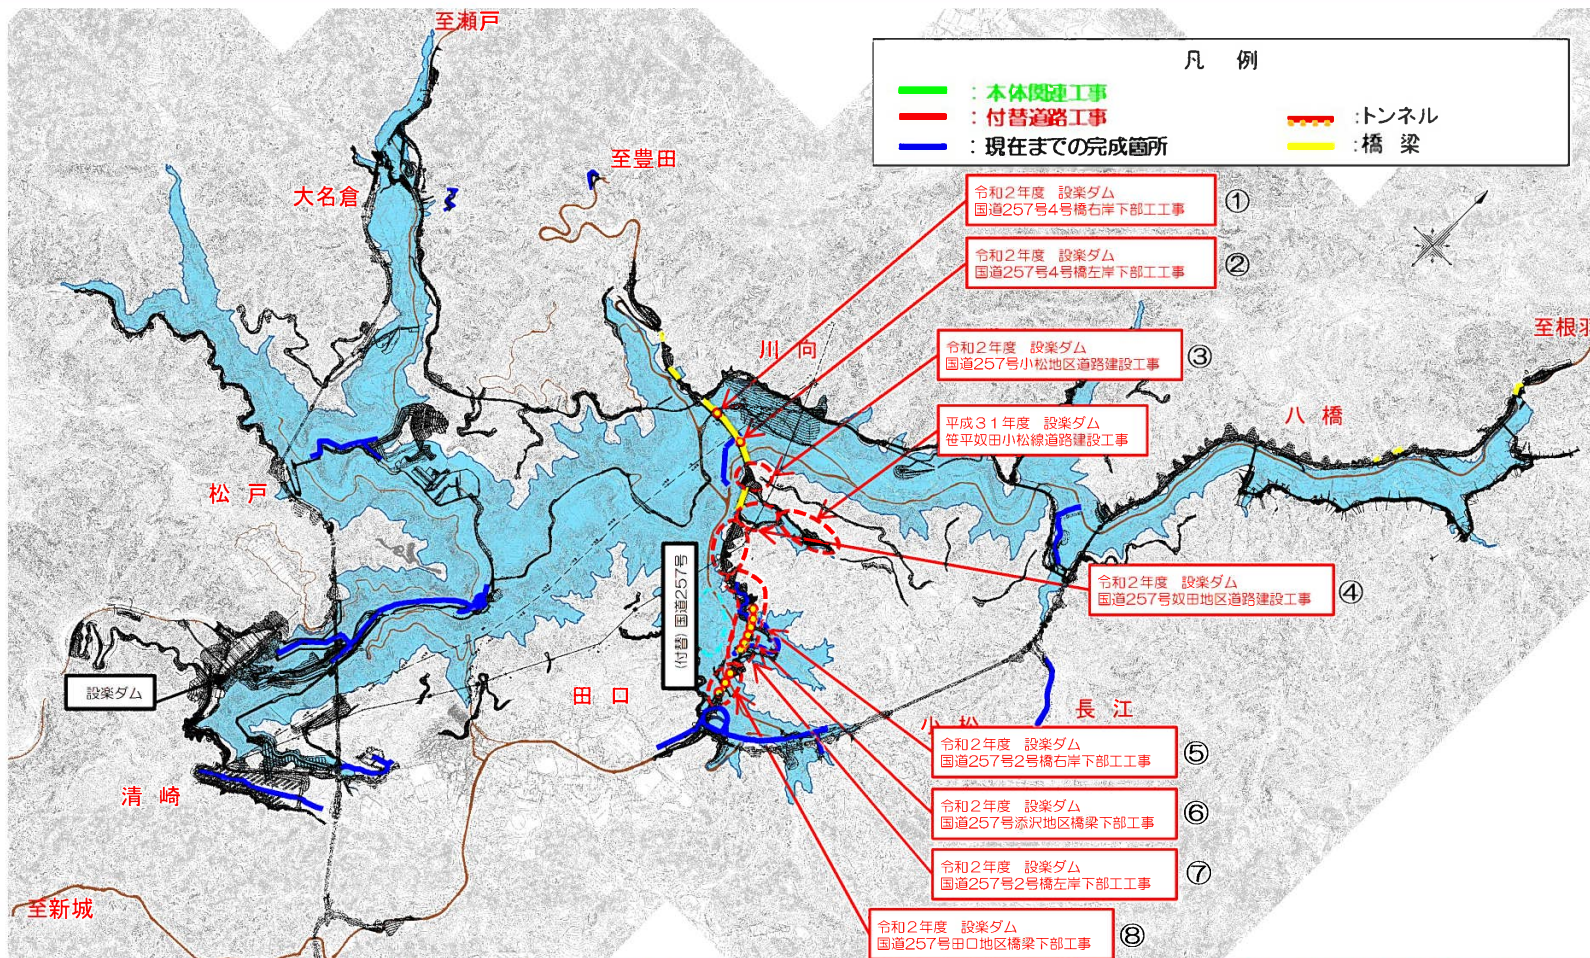 至瀬戸
凡 例
: 本体関連工事
: 付替道路工事
: 現在までの完成箇所
:トンネル
:橋 梁
至豊田
大名倉
令和2年度 設楽ダム
国道257号4号橋右岸下部工工事
①
令和2年度 設楽ダム
国道257号4号橋左岸下部工工事
②
至根羽
川 向
令和2年度 設楽ダム
国道257号小松地区道路建設工事
③
八 橋
平成31年度 設楽ダム
笹平奴田小松線道路建設工事
松 戸
(付替)国道257号
令和2年度 設楽ダム
国道257号奴田地区道路建設工事
④
設楽ダム
田 口
小 松
長 江
令和2年度 設楽ダム
国道257号2号橋右岸下部工工事
⑤
清 崎
令和2年度 設楽ダム
国道257号添沢地区橋梁下部工事
⑥
令和2年度 設楽ダム
国道257号2号橋左岸下部工工事
⑦
至新城
令和2年度 設楽ダム
国道257号田口地区橋梁下部工事
⑧